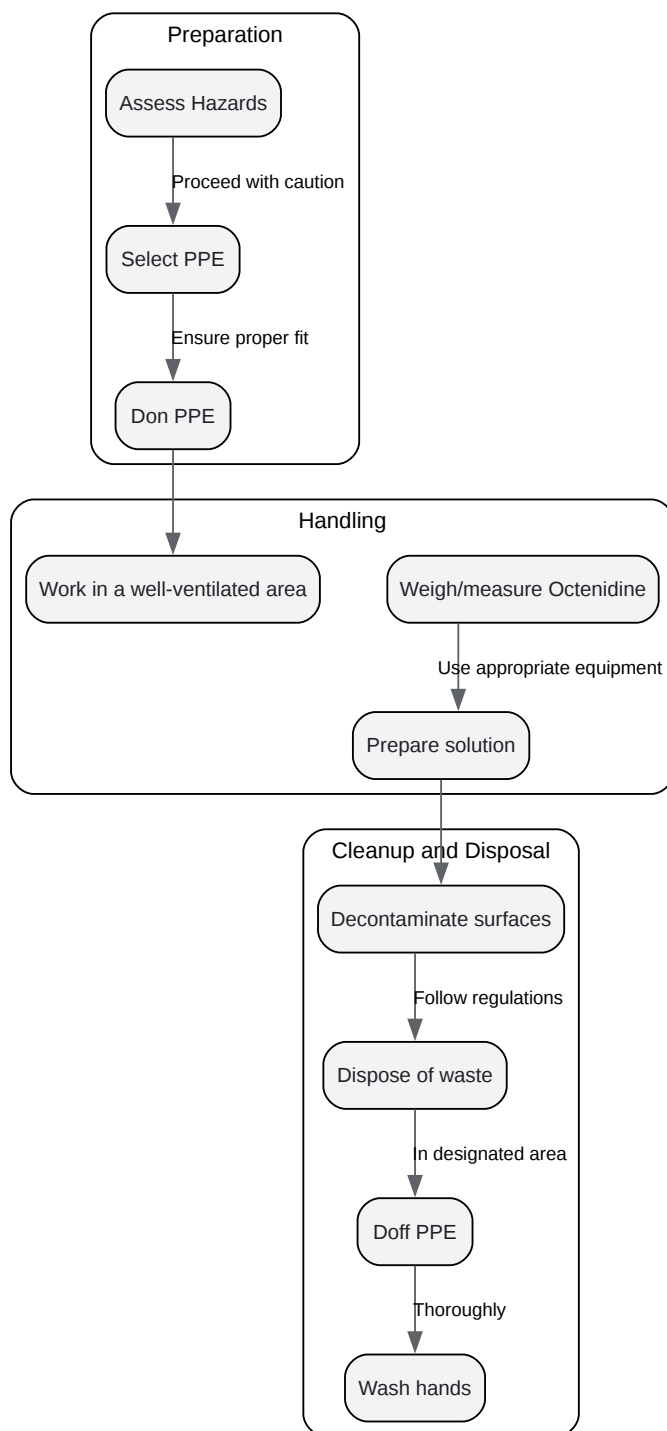 Preparation
Assess Hazards
Proceed with caution
Select PPE
Ensure proper fit
Don PPE
Handling
Work in a well-ventilated area
Weigh/measure Octenidine
Use appropriate equipment
Prepare solution
Cleanup and Disposal
Decontaminate surfaces
Follow regulations
Dispose of waste
In designated area
Doff PPE
Thoroughly
Wash hands